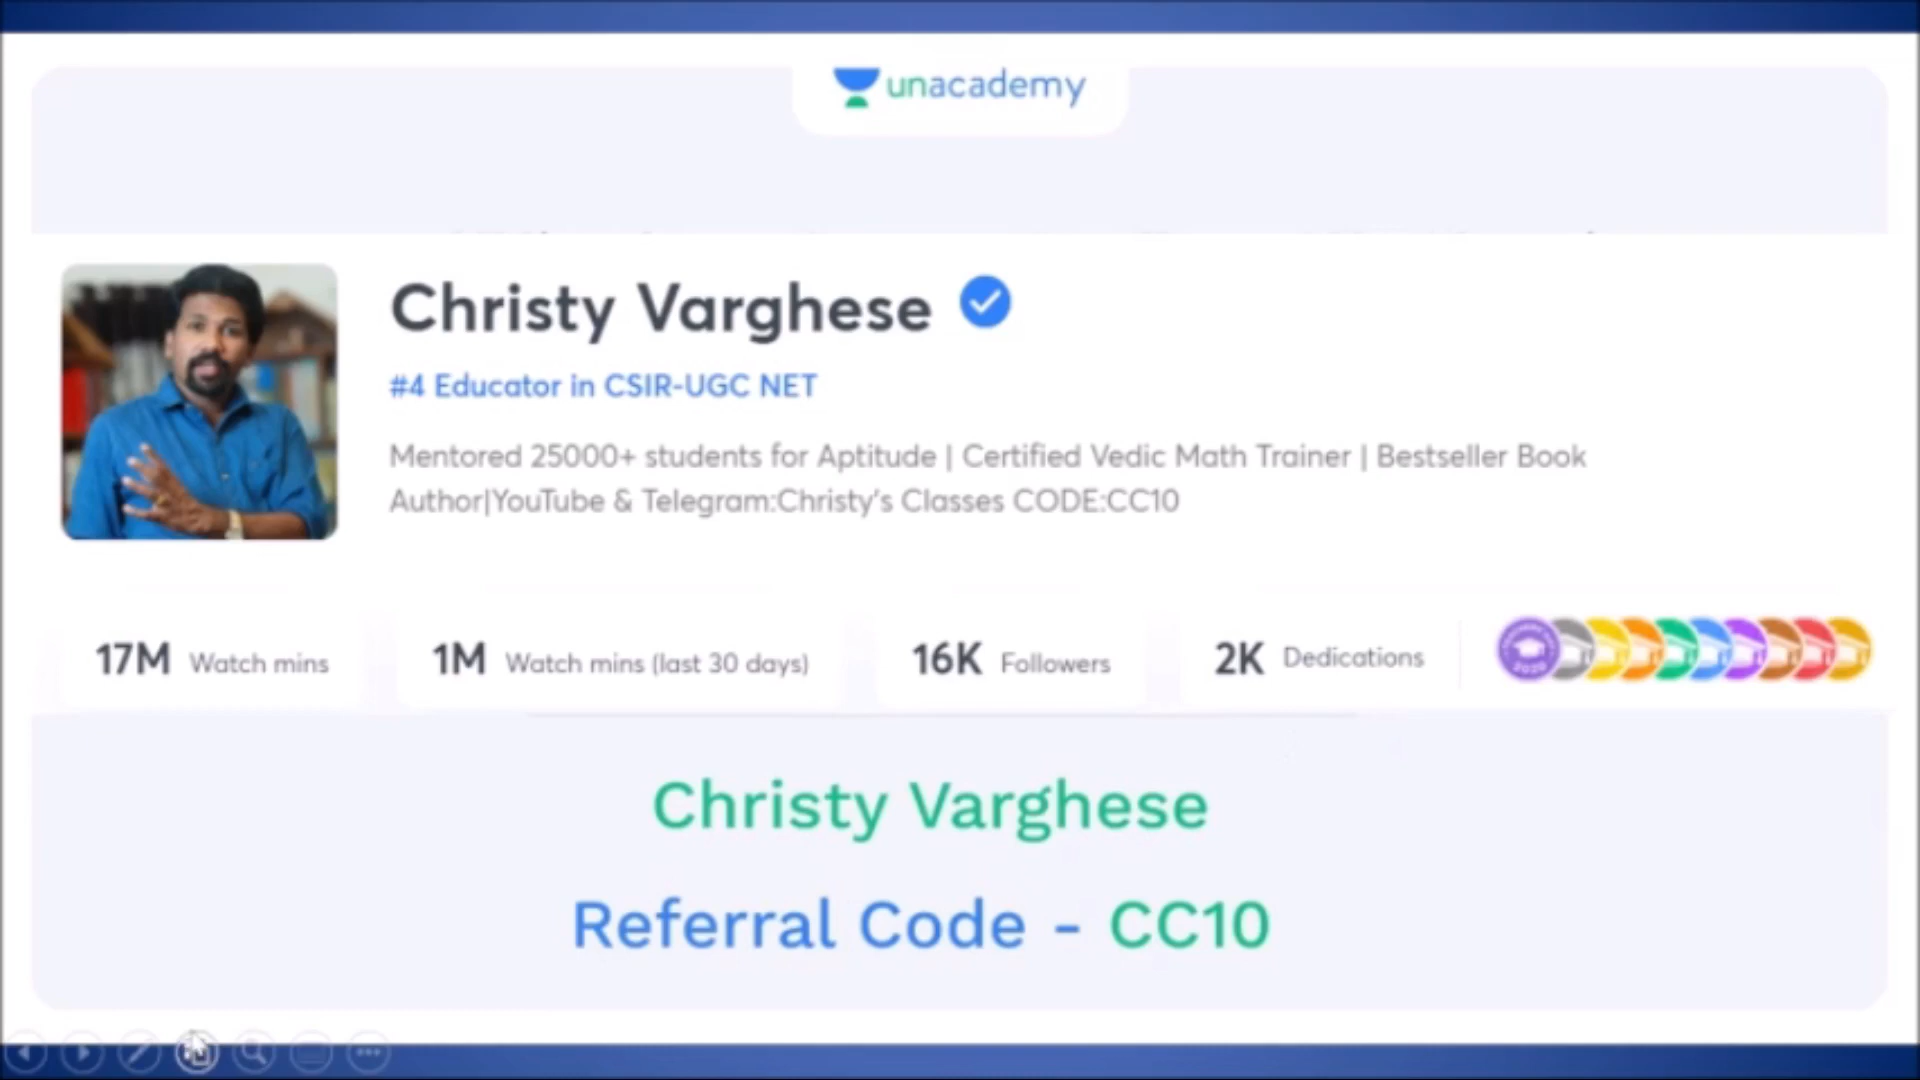 unacademy
Christy Varghese
#4 Educator in CSIR-UGC NET
Mentored 25000+ students for Aptitude | Certified Vedic Math Trainer | Bestseller Book
Author|YouTube & Telegram:Christy's Classes CODE:CC10
17M Watch mins
1M Watch mins (last 30 days)
16K Followers
2K Dedications
Christy Varghese
Referral Code - CC10